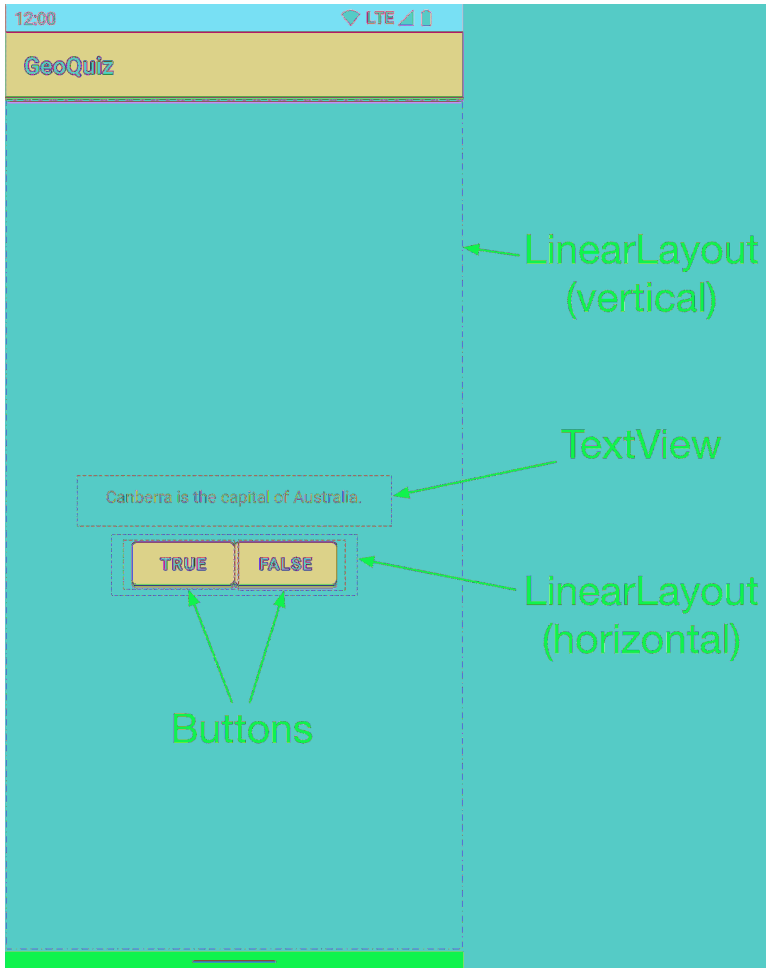 12:00 LTE
GeoQuiz
LinearLayout
(vertical)
TextView
Canberra is the capital of Australia.
TRUE FALSE
LinearLayout
(horizontal)
Buttons